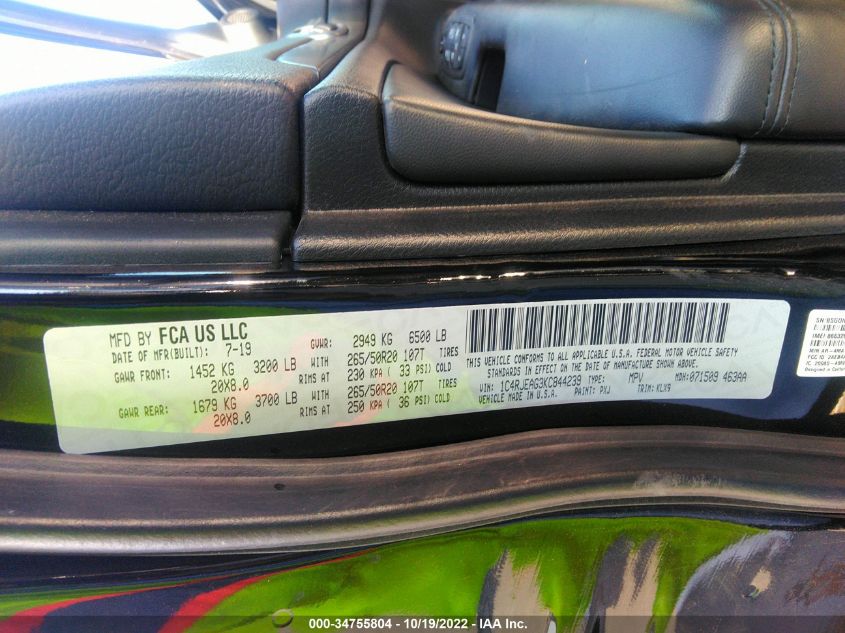 MFD BY FCA US LLC
DATE OF MFR(BUILT): 7-19
GVWR: 2949 KG 6500 LB
GAWR FRONT: 1452 KG 3200 LB WITH 265/50R20 107T TIRES
20X8.0 RIMS AT 230 KPA ( 33 PSI) COLD
GAWR REAR: 1679 KG 3700 LB WITH 265/50R20 107T TIRES
20X8.0 RIMS AT 250 KPA ( 36 PSI) COLD
THIS VEHICLE CONFORMS TO ALL APPLICABLE U.S.A. FEDERAL MOTOR VEHICLE SAFETY
STANDARDS IN EFFECT ON THE DATE OF MANUFACTURE SHOWN ABOVE.
VIN: 1C4RJEAG3KC844239 TYPE: MPV MDH: 071509 463AA
VEHICLE MADE IN U.S.A. PAINT: PXJ TRIM: KLX9
000-34755804 - 10/19/2022 - IAA Inc.